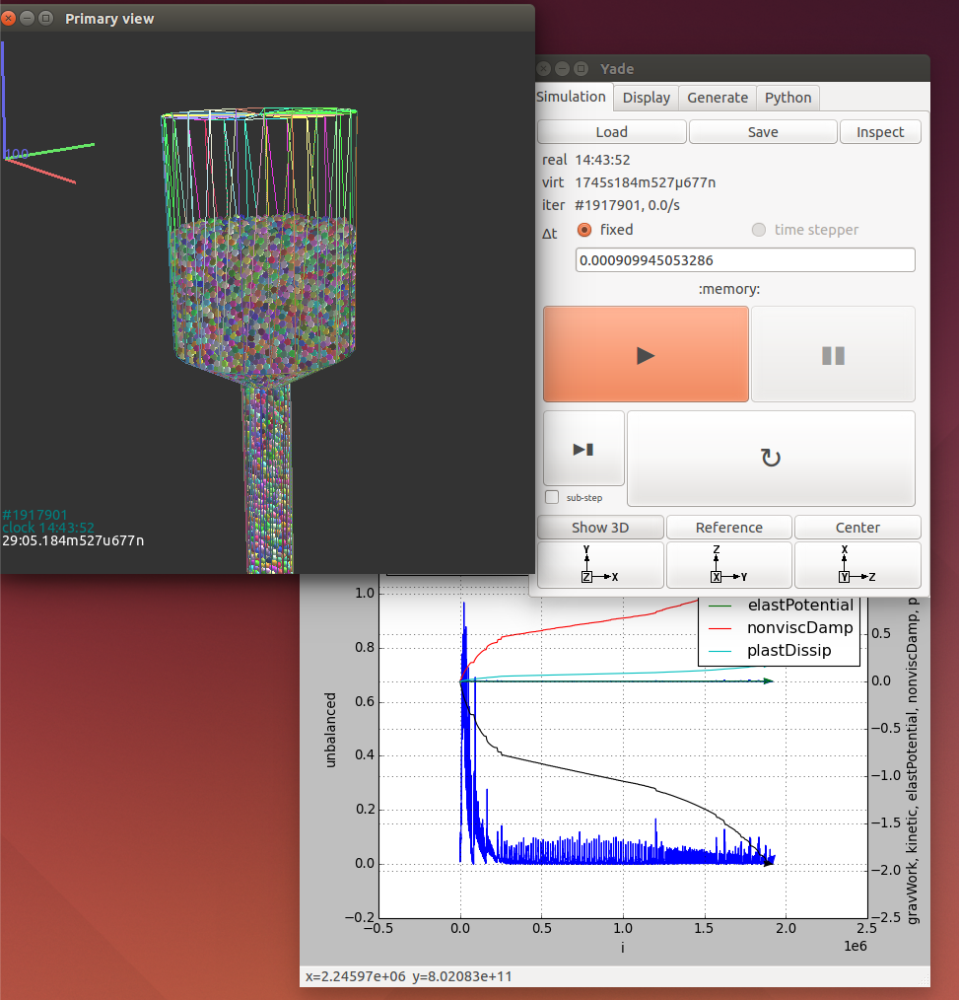 Primary view
100
#1917901
clock 14:43:52
29:05.184m527u677n
Yade
Simulation Display Generate Python
Load Save Inspect
real 14:43:52
virt 1745s184m527µ677n
iter #1917901, 0.0/s
Δt fixed time stepper
0.000909945053286
:memory:
sub-step
Show 3D Reference Center
Y Z X
Z X X Y Y Z
elastPotential
nonviscDamp
plastDissip
unbalanced
1.0
0.8
0.6
0.4
0.2
0.0
−0.2
0.5
0.0
−0.5
−1.0
−1.5
−2.0
−2.5
gravWork, kinetic, elastPotential, nonviscDamp, p
−0.5 0.0 0.5 1.0 1.5 2.0 2.5
1e6
i
x=2.24597e+06 y=8.02083e+11